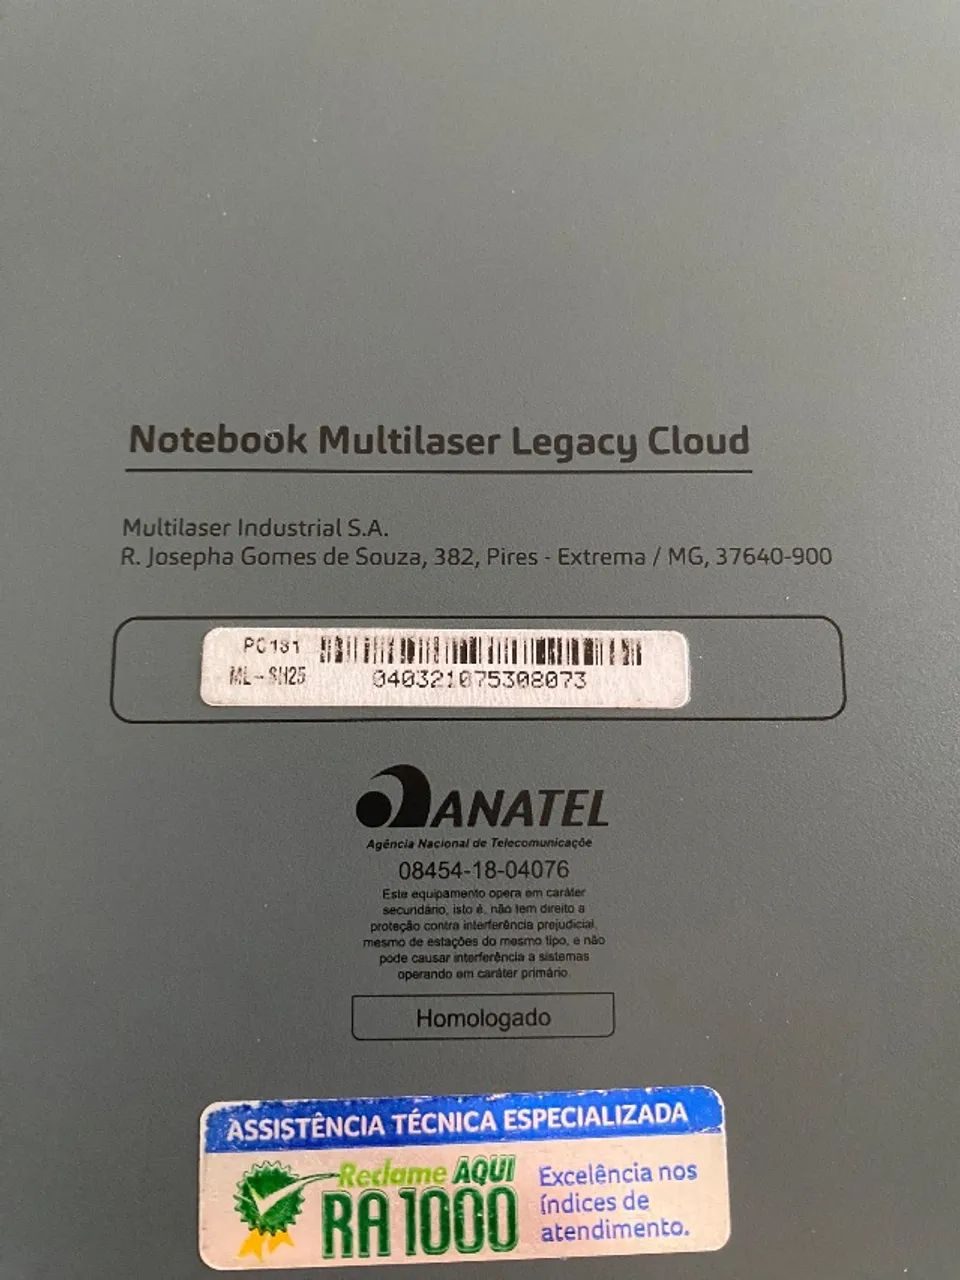 Notebook Multilaser Legacy Cloud
Multilaser Industrial S.A.
R. Josepha Gomes de Souza, 382, Pires - Extrema / MG, 37640-900
PC131
ML-SH25
040321075308073
ANATEL
Agência Nacional de Telecomunicaçõe
08454-18-04076
Este equipamento opera em caráter
secundário, isto é, não tem direito a
proteção contra interferência prejudicial,
mesmo de estações do mesmo tipo, e não
pode causar interferência a sistemas
operando em caráter primário.
Homologado
ASSISTÊNCIA TÉCNICA ESPECIALIZADA
Reclame AQUI
RA1000
Excelência nos
índices de
atendimento.